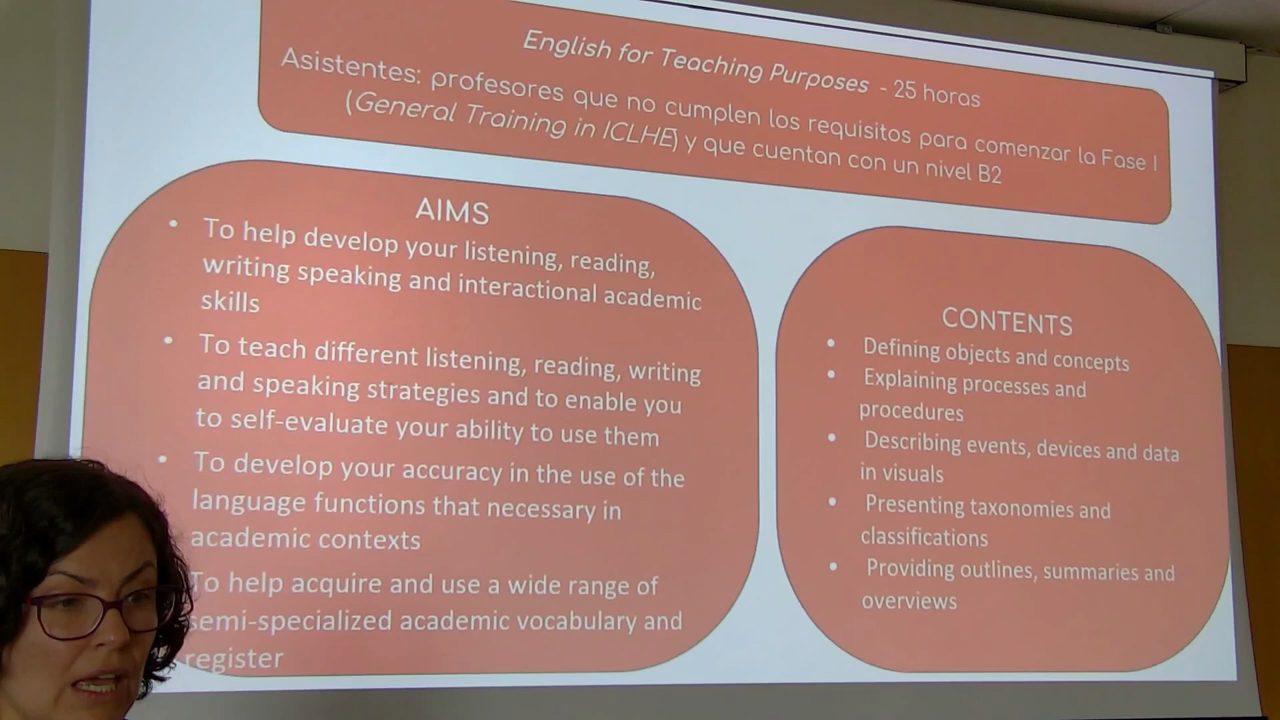 English for Teaching Purposes - 25 horas
Asistentes: profesores que no cumplen los requisitos para comenzar la Fase I
(General Training in ICLHE) y que cuentan con un nivel B2
AIMS
• To help develop your listening, reading,
writing speaking and interactional academic
skills
• To teach different listening, reading, writing
and speaking strategies and to enable you
to self-evaluate your ability to use them
• To develop your accuracy in the use of the
language functions that necessary in
academic contexts
To help acquire and use a wide range of
semi-specialized academic vocabulary and
register
CONTENTS
• Defining objects and concepts
• Explaining processes and
procedures
• Describing events, devices and data
in visuals
• Presenting taxonomies and
classifications
• Providing outlines, summaries and
overviews